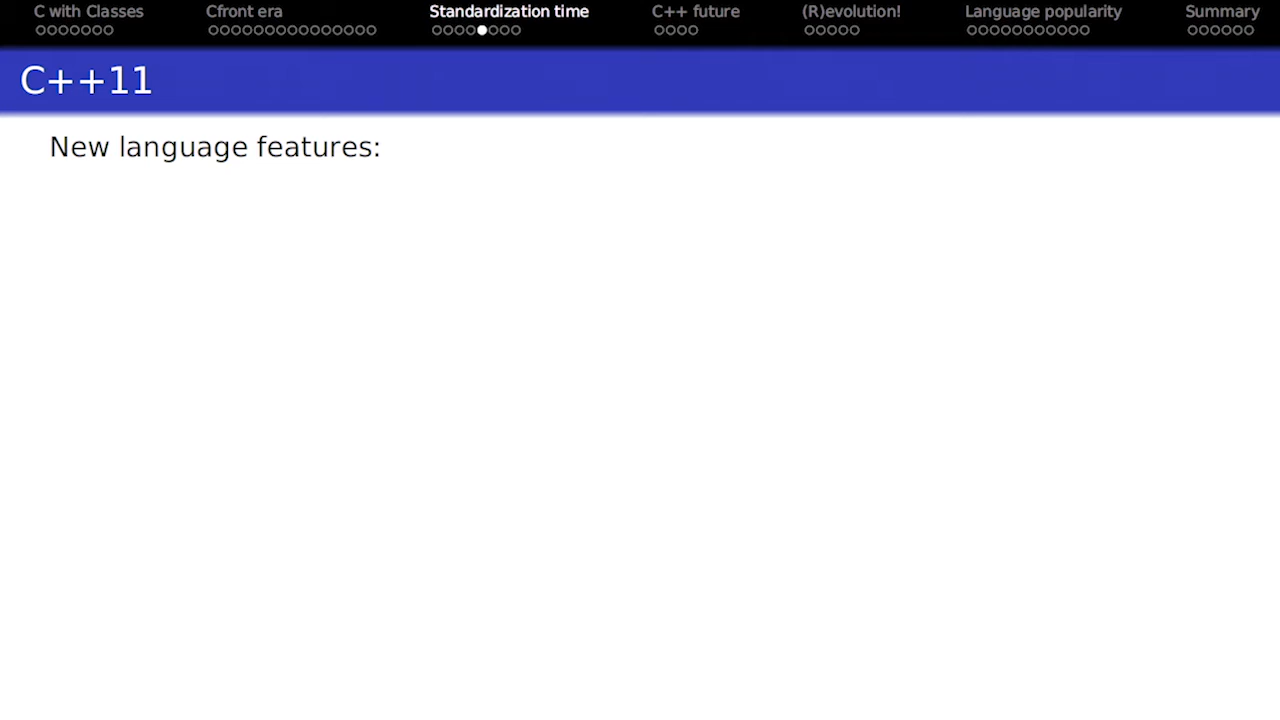 C with Classes
Cfront era
Standardization time
C++ future
(R)evolution!
Language popularity
Summary
C++11
New language features: